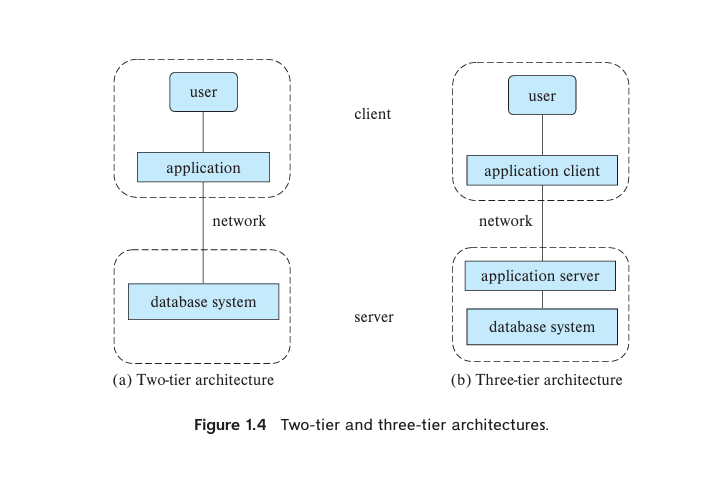 user
application
network
database system
(a) Two-tier architecture
client
server
user
application client
network
application server
database system
(b) Three-tier architecture
Figure 1.4 Two-tier and three-tier architectures.